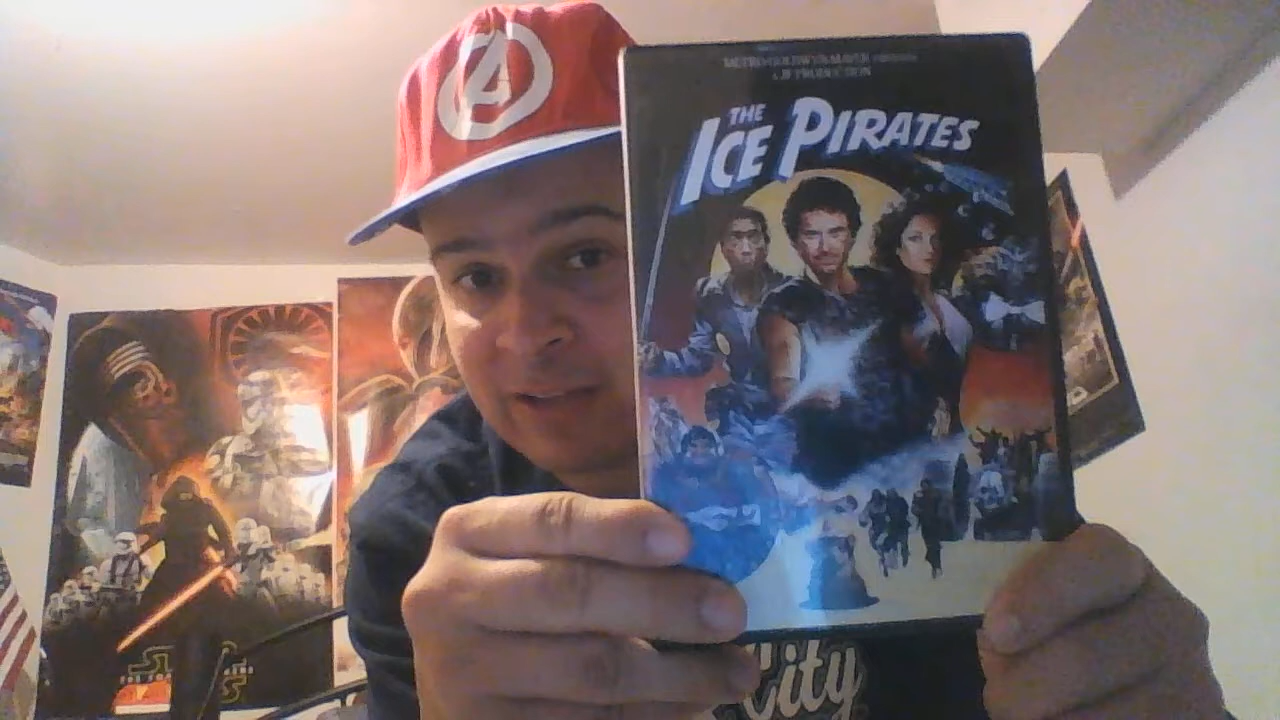 METRO-GOLDWYN-MAYER PRESENTS
A JF PRODUCTION
THE
ICE PIRATES
A
City